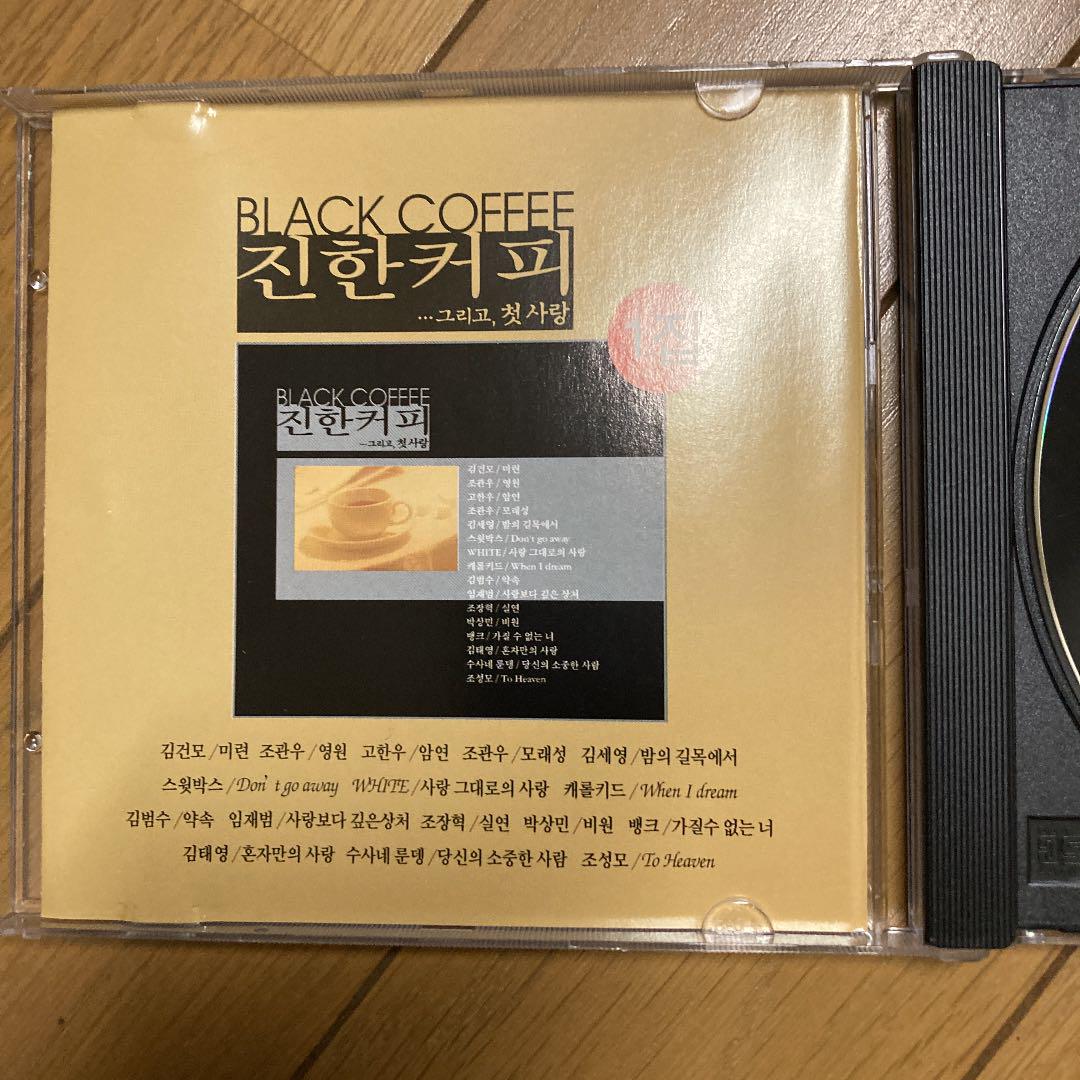 BLACK COFFEE
진한커피
...그리고, 첫사랑
1집
BLACK COFFEE
진한커피
...그리고, 첫사랑
김건모/미련
조관우/영원
고한우/암연
조관우/모래성
김세영/밤의 길목에서
스윗박스/Don't go away
WHITE/사랑 그대로의 사랑
캐롤키드/When I dream
김범수/약속
임재범/사랑보다 깊은 상처
조장혁/실연
박상민/비원
뱅크/가질 수 없는 너
김태영/혼자만의 사랑
수사네 룬뎅/당신의 소중한 사람
조성모/To Heaven
김건모/미련 조관우/영원 고한우/암연 조관우/모래성 김세영/밤의 길목에서
스윗박스/Don't go away WHITE/사랑 그대로의 사랑 캐롤키드/When I dream
김범수/약속 임재범/사랑보다 깊은상처 조장혁/실연 박상민/비원 뱅크/가질수 없는 너
김태영/혼자만의 사랑 수사네 룬뎅/당신의 소중한 사람 조성모/To Heaven